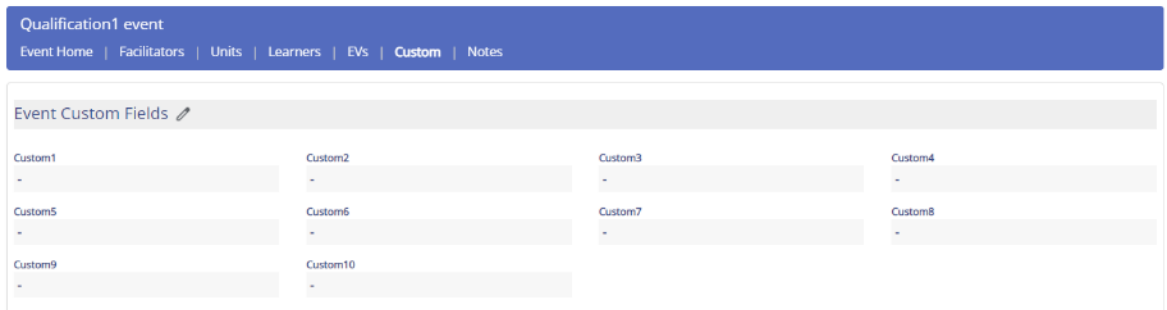 Qualification1 event
Event Home | Facilitators | Units | Learners | EVs | Custom | Notes
Event Custom Fields
Custom1 Custom2 Custom3 Custom4
- - - -
Custom5 Custom6 Custom7 Custom8
- - - -
Custom9 Custom10
- -